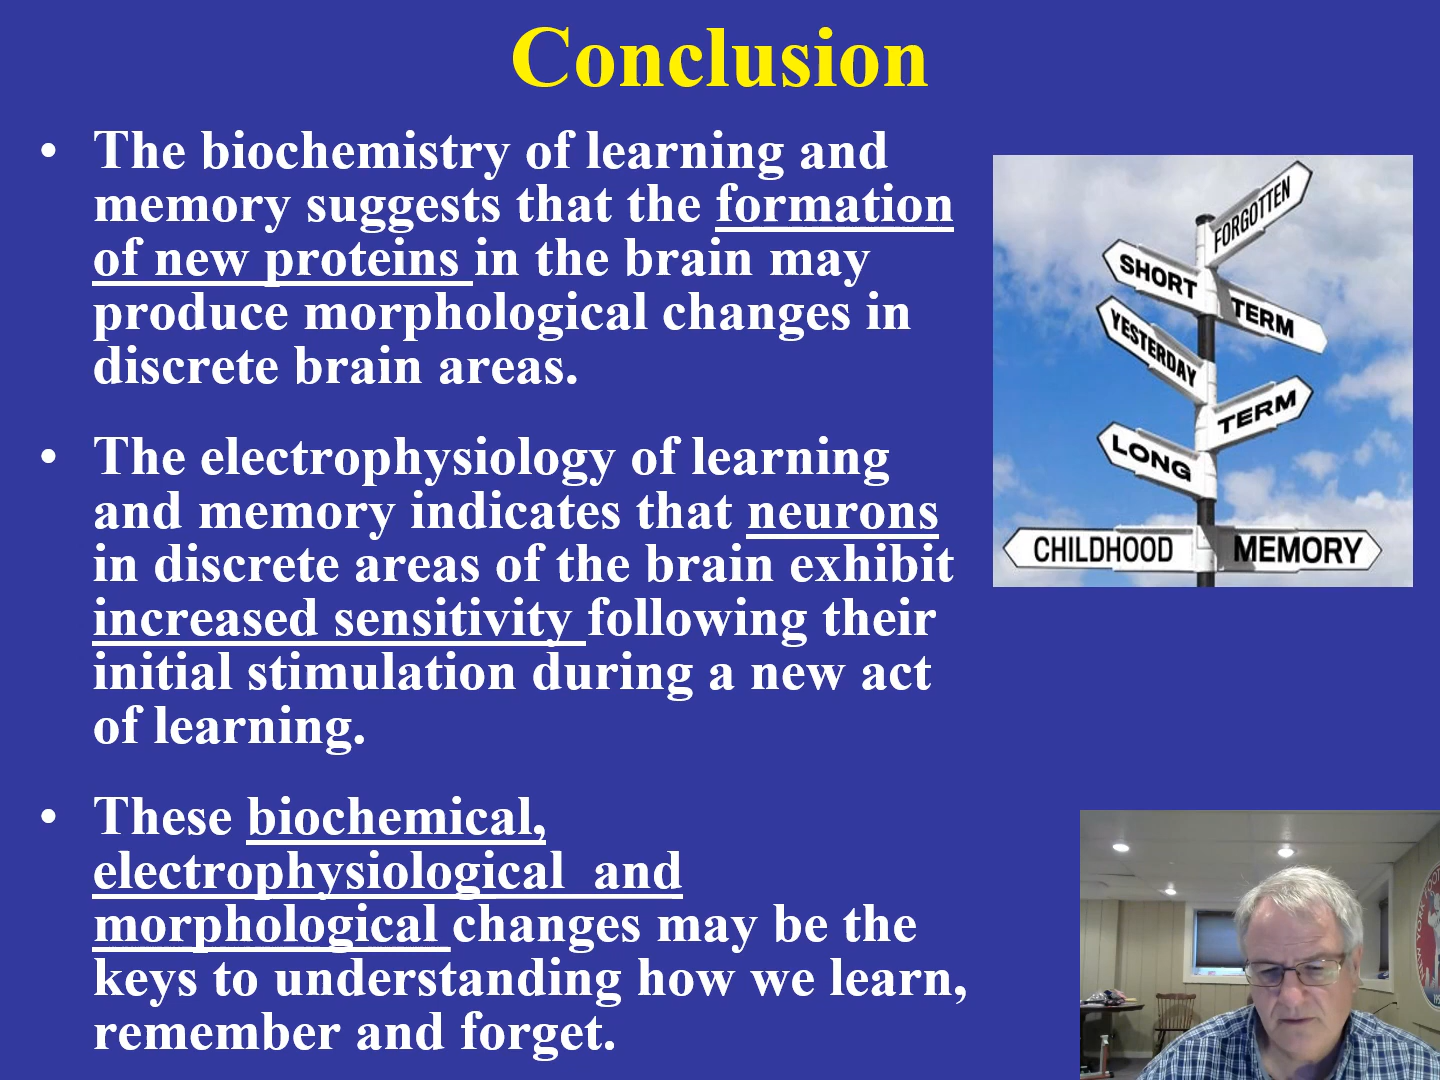 Conclusion
• The biochemistry of learning and
memory suggests that the formation
of new proteins in the brain may
produce morphological changes in
discrete brain areas.
• The electrophysiology of learning
and memory indicates that neurons
in discrete areas of the brain exhibit
increased sensitivity following their
initial stimulation during a new act
of learning.
• These biochemical,
electrophysiological and
morphological changes may be the
keys to understanding how we learn,
remember and forget.
FORGOTTEN
SHORT TERM
YESTERDAY
TERM
LONG
CHILDHOOD MEMORY